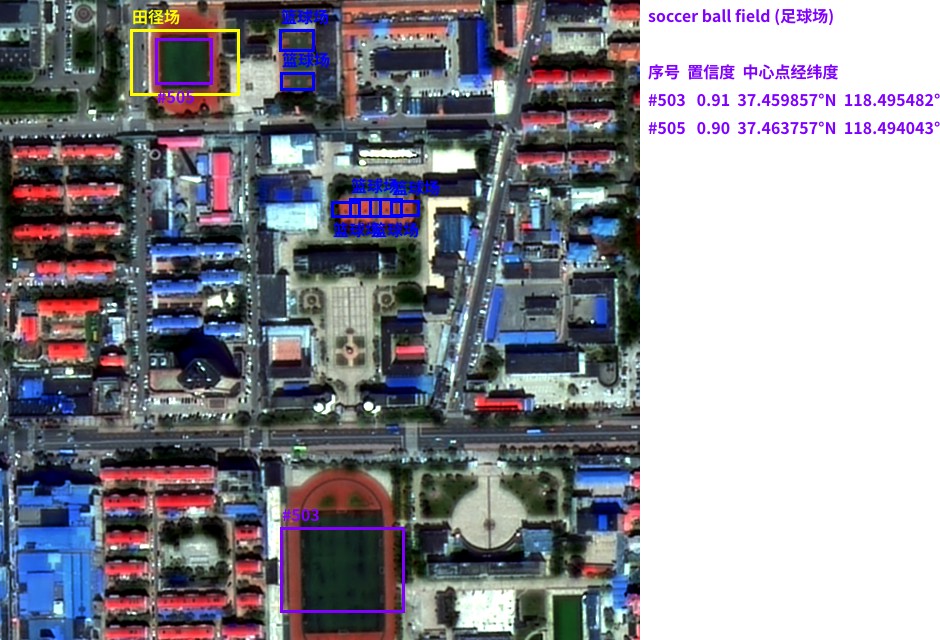 田径场
篮球场
篮球场
#505
篮球场
篮球场
篮球场
篮球场
#503
soccer ball field (足球场)
序号 置信度 中心点经纬度
#503 0.91 37.459857°N 118.495482°
#505 0.90 37.463757°N 118.494043°